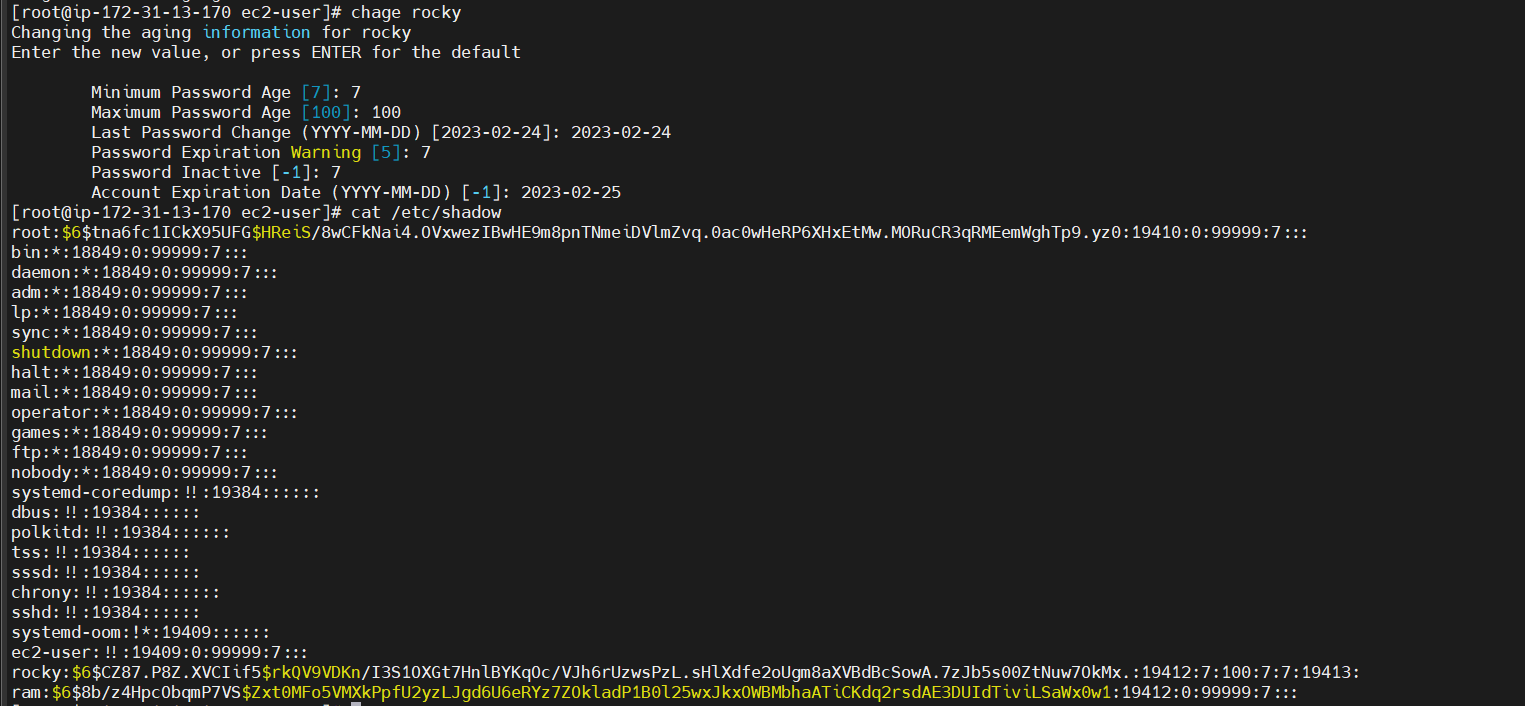 [root@ip-172-31-13-170 ec2-user]# chage rocky
Changing the aging information for rocky
Enter the new value, or press ENTER for the default
Minimum Password Age [7]: 7
Maximum Password Age [100]: 100
Last Password Change (YYYY-MM-DD) [2023-02-24]: 2023-02-24
Password Expiration Warning [5]: 7
Password Inactive [-1]: 7
Account Expiration Date (YYYY-MM-DD) [-1]: 2023-02-25
[root@ip-172-31-13-170 ec2-user]# cat /etc/shadow
root:$6$tna6fc1ICkX95UFG$HReiS/8wCFkNai4.OVxwezIBwHE9m8pnTNmeiDVlmZvq.0ac0wHeRP6XHxEtMw.MORuCR3qRMEemWghTp9.yz0:19410:0:99999:7:::
bin:*:18849:0:99999:7:::
daemon:*:18849:0:99999:7:::
adm:*:18849:0:99999:7:::
lp:*:18849:0:99999:7:::
sync:*:18849:0:99999:7:::
shutdown:*:18849:0:99999:7:::
halt:*:18849:0:99999:7:::
mail:*:18849:0:99999:7:::
operator:*:18849:0:99999:7:::
games:*:18849:0:99999:7:::
ftp:*:18849:0:99999:7:::
nobody:*:18849:0:99999:7:::
systemd-coredump:!!:19384::::::
dbus:!!:19384::::::
polkitd:!!:19384::::::
tss:!!:19384::::::
sssd:!!:19384::::::
chrony:!!:19384::::::
sshd:!!:19384::::::
systemd-oom:!*:19409::::::
ec2-user:!!:19409:0:99999:7:::
rocky:$6$CZ87.P8Z.XVCIif5$rkQV9VDKn/I3S1OXGt7HnlBYKqOc/VJh6rUzwsPzL.sHlXdfe2oUgm8aXVBdBcSowA.7zJb5s00ZtNuw7OkMx.:19412:7:100:7:7:19413:
ram:$6$8b/z4HpcObqmP7VS$Zxt0MFo5VMXkPpfU2yzLJgd6U6eRYz7ZOkladP1B0l25wxJkxOWBMbhaATiCKdq2rsdAE3DUIdTiviLSaWx0w1:19412:0:99999:7:::